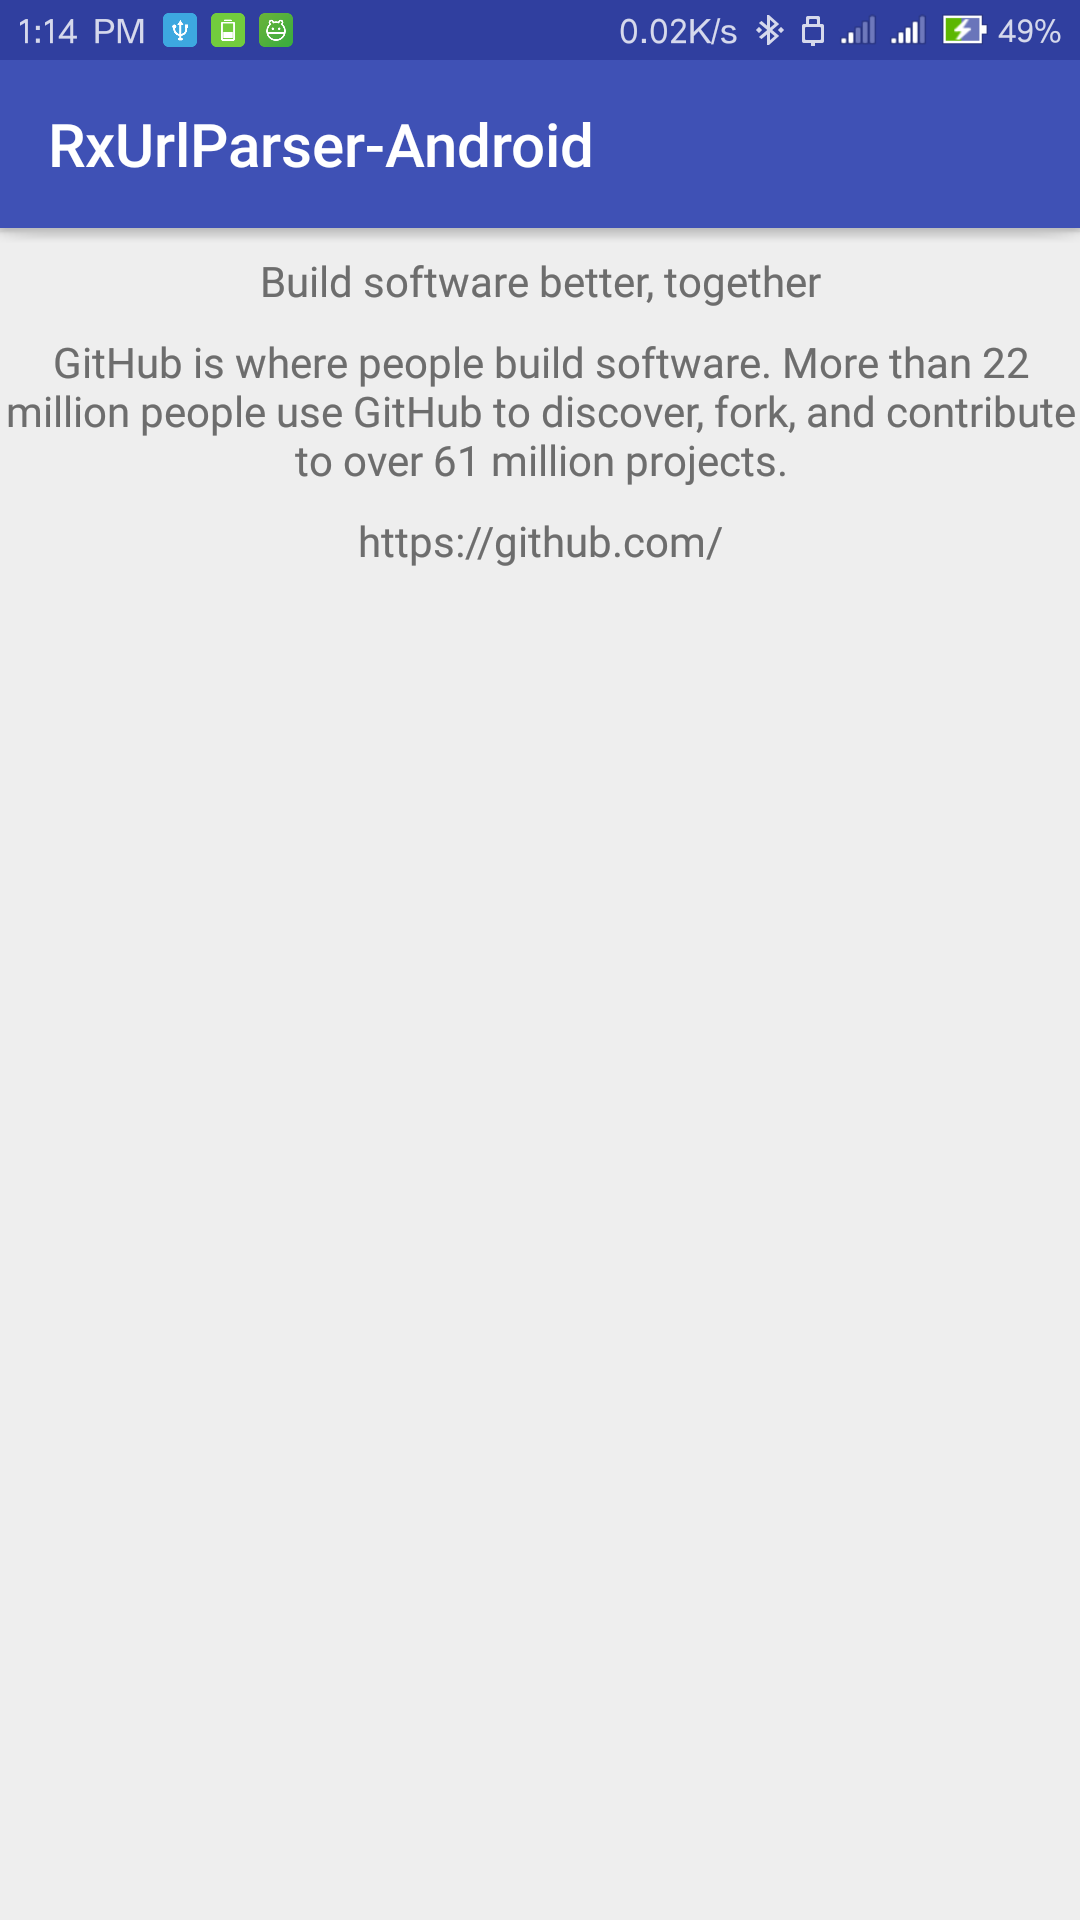 1:14 PM 0.02K/s 49%
RxUrlParser-Android
Build software better, together
GitHub is where people build software. More than 22
million people use GitHub to discover, fork, and contribute
to over 61 million projects.
https://github.com/